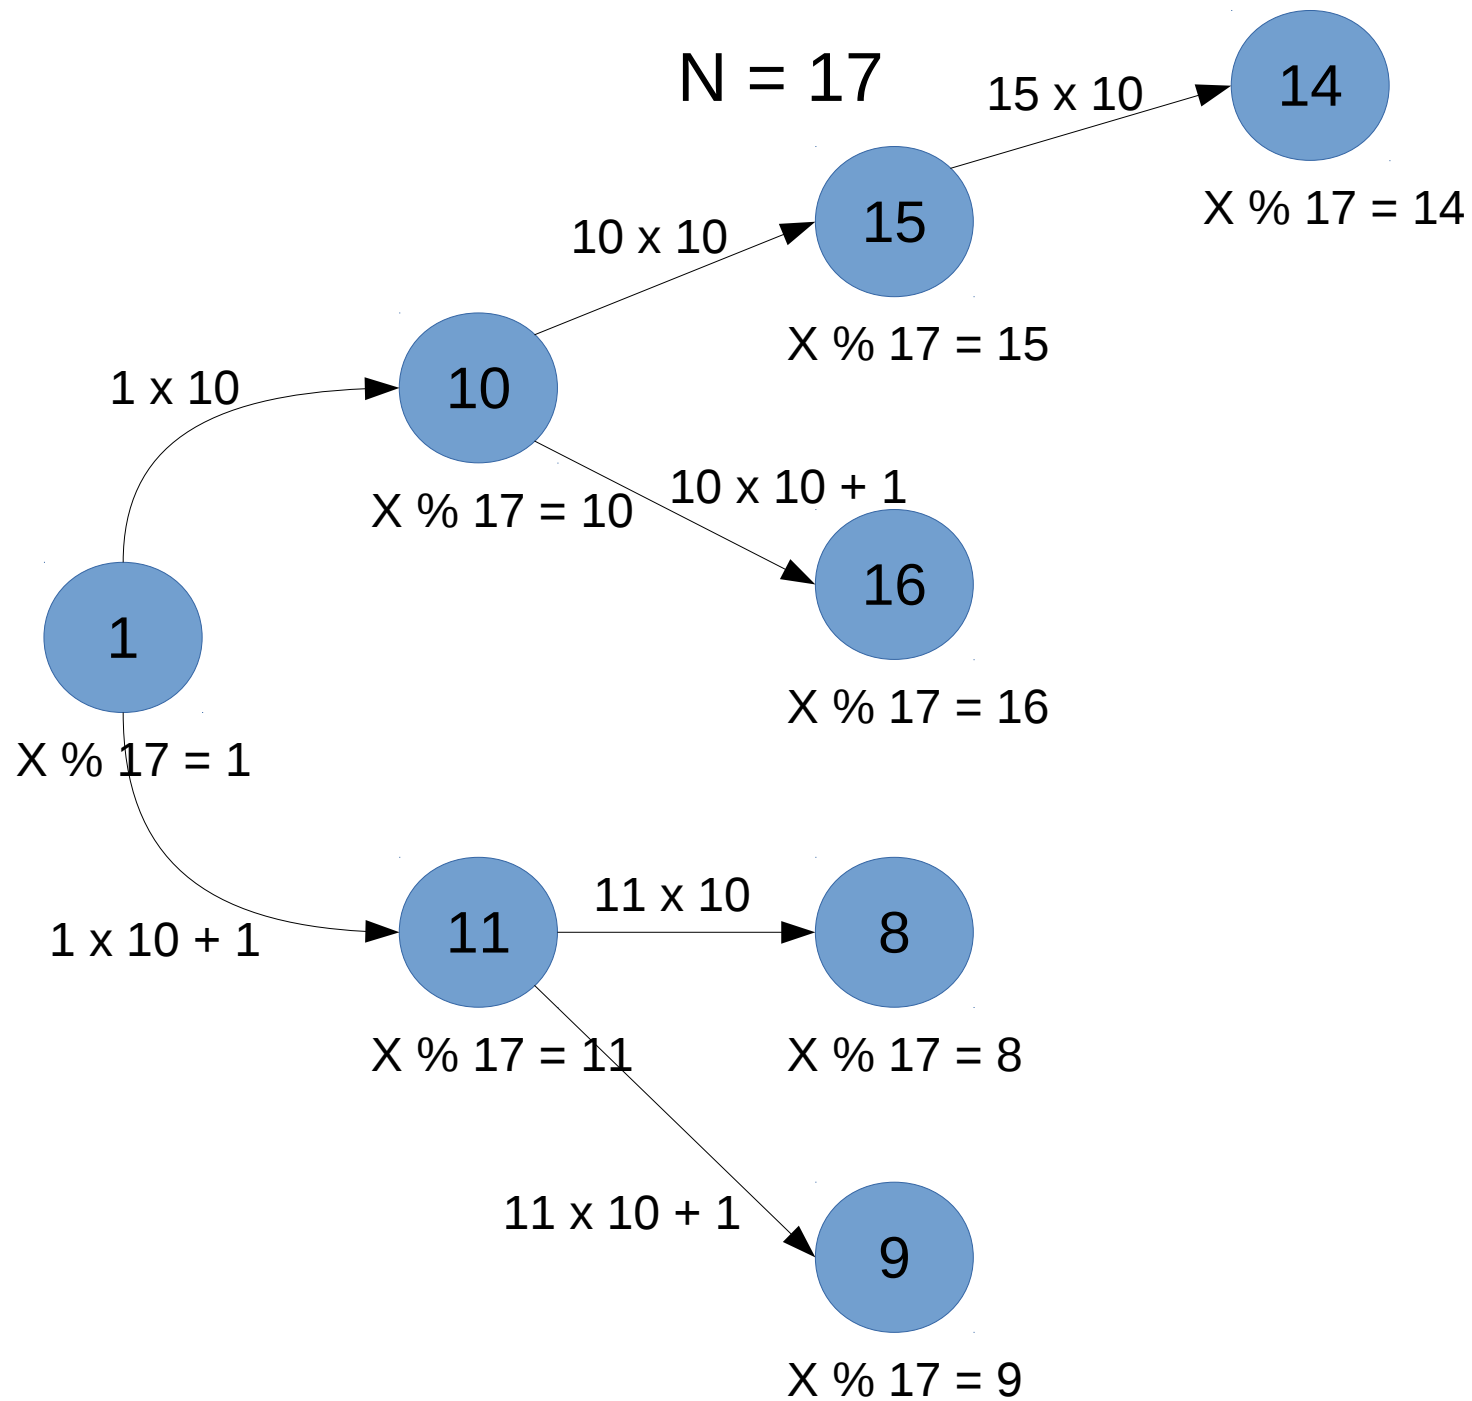 N = 17
15 x 10
14
X % 17 = 14
10 x 10
15
X % 17 = 15
1 x 10
10
X % 17 = 10
10 x 10 + 1
16
X % 17 = 16
1
X % 17 = 1
1 x 10 + 1
11
X % 17 = 11
11 x 10
8
X % 17 = 8
11 x 10 + 1
9
X % 17 = 9